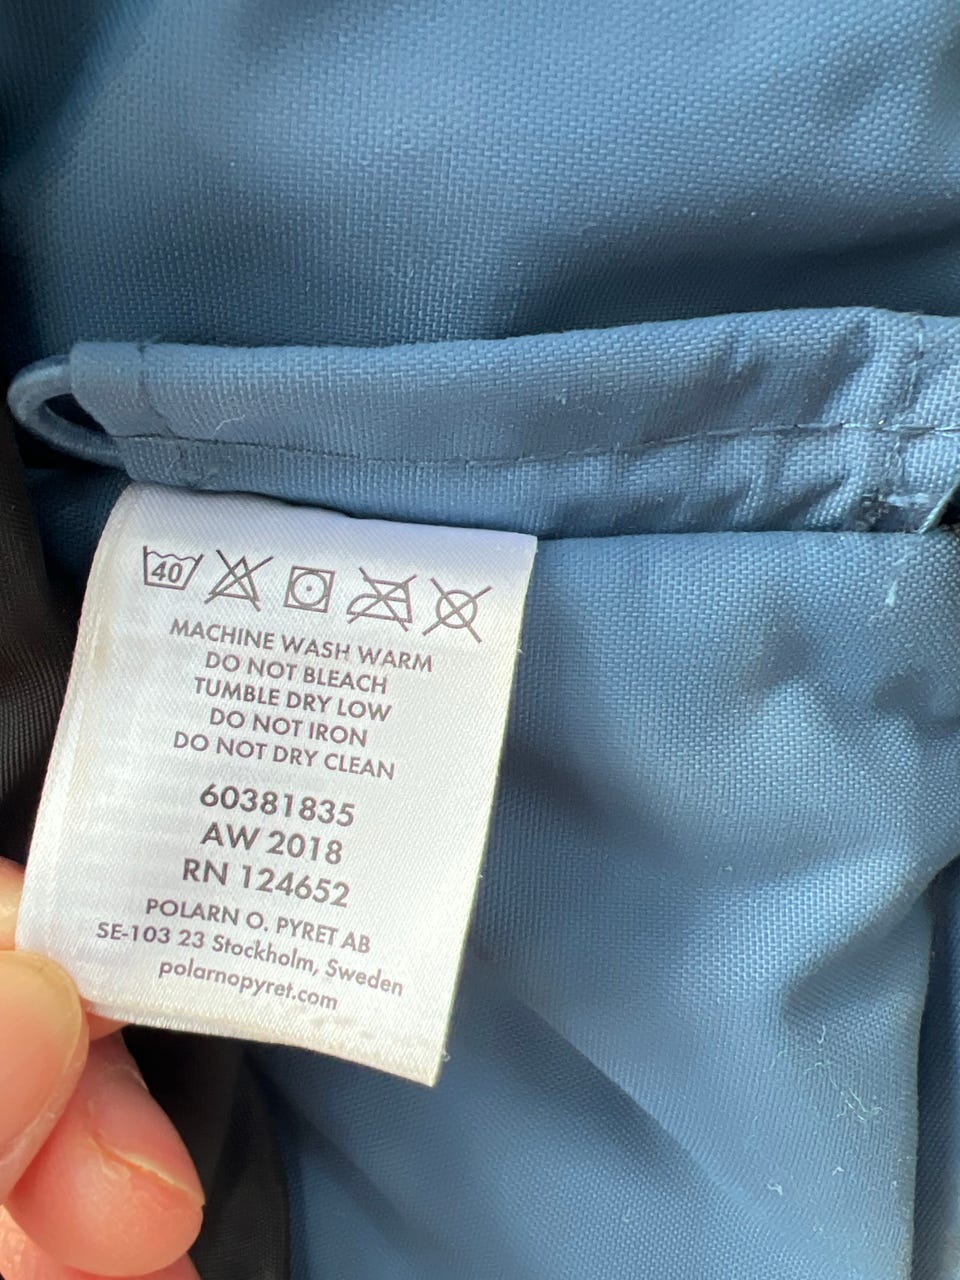 40
MACHINE WASH WARM
DO NOT BLEACH
TUMBLE DRY LOW
DO NOT IRON
DO NOT DRY CLEAN
60381835
AW 2018
RN 124652
POLARN O. PYRET AB
SE-103 23 Stockholm, Sweden
polarnopyret.com